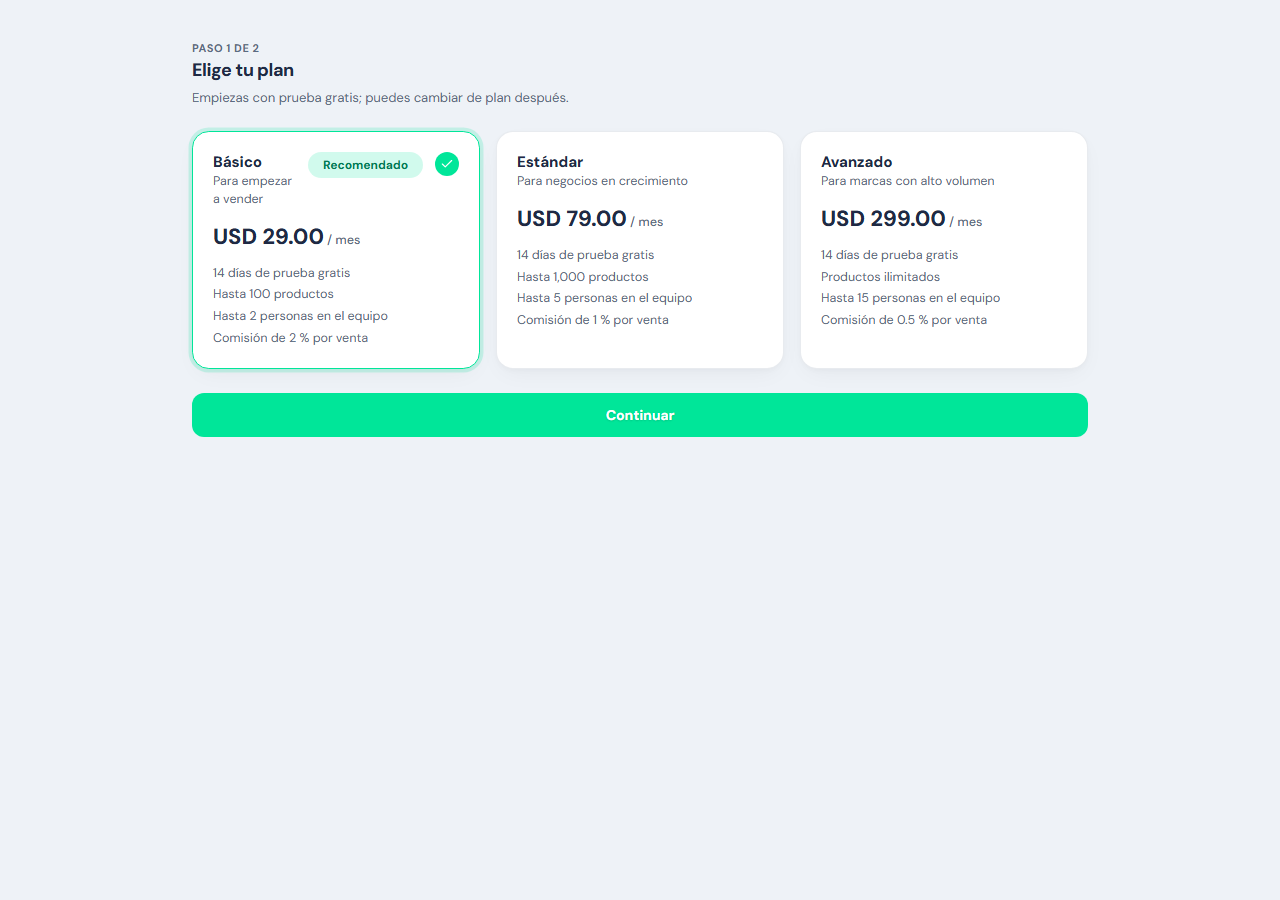 PASO 1 DE 2
Elige tu plan
Empiezas con prueba gratis; puedes cambiar de plan después.
Básico
Recomendado
Para empezar
a vender
USD 29.00 / mes
14 días de prueba gratis
Hasta 100 productos
Hasta 2 personas en el equipo
Comisión de 2 % por venta
Estándar
Para negocios en crecimiento
USD 79.00 / mes
14 días de prueba gratis
Hasta 1,000 productos
Hasta 5 personas en el equipo
Comisión de 1 % por venta
Avanzado
Para marcas con alto volumen
USD 299.00 / mes
14 días de prueba gratis
Productos ilimitados
Hasta 15 personas en el equipo
Comisión de 0.5 % por venta
Continuar